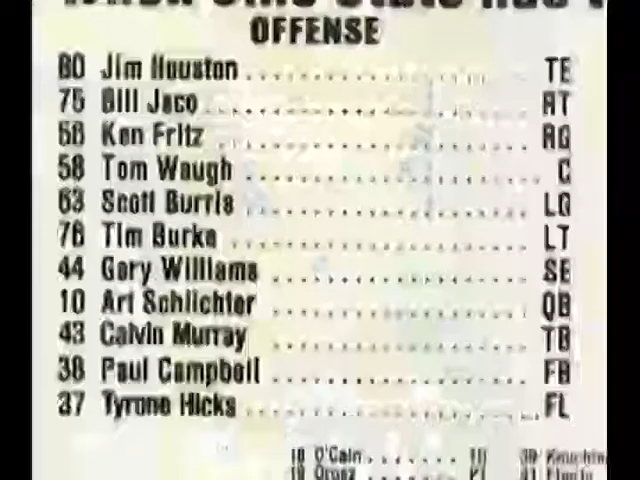 OFFENSE
80 Jim Houston TE
75 Bill Jaco RT
Ken Fritz RG
58 Tom Waugh C
63 Scott Burris LG
76 Tim Burke LT
44 Gary Williams SE
10 Art Schlichter QB
43 Calvin Murray TB
38 Paul Campbell FB
37 Tyrone Hicks FL
18 O'Cain